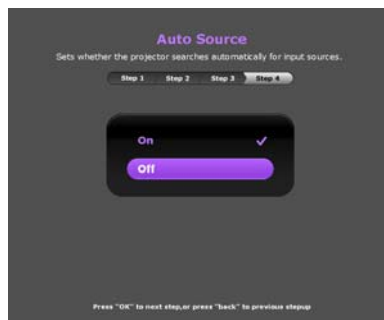 Auto Source
Sets whether the projector searches automatically for input sources.
Step 1 Step 2 Step 3 Step 4
On
Off
Press "OK" to next step,or press "back" to previous stepup